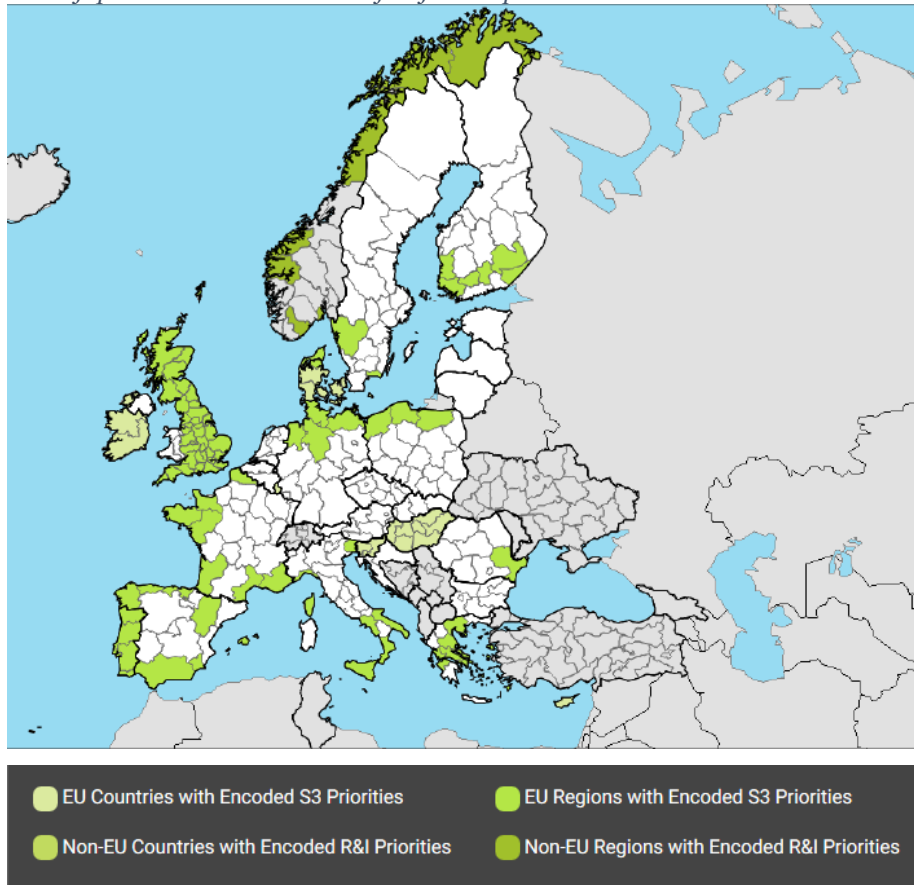 EU Countries with Encoded S3 Priorities
EU Regions with Encoded S3 Priorities
Non-EU Countries with Encoded R&I Priorities
Non-EU Regions with Encoded R&I Priorities